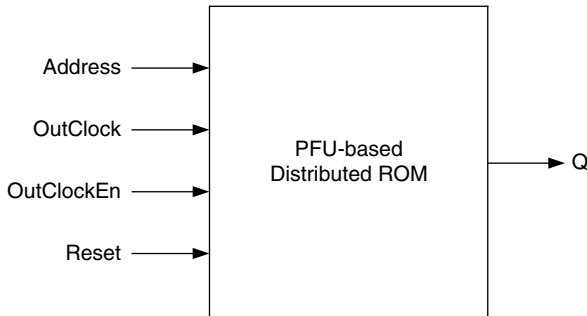 Address
OutClock
OutClockEn
Reset
PFU-based
Distributed ROM
Q